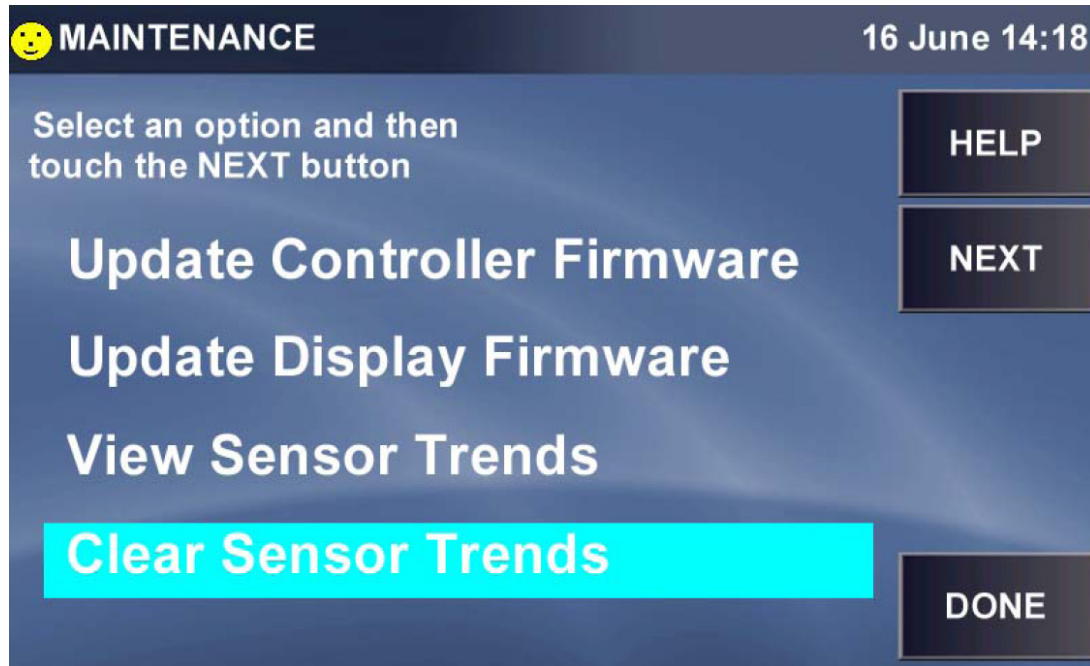 MAINTENANCE
16 June 14:18
Select an option and then
touch the NEXT button
HELP
NEXT
Update Controller Firmware
Update Display Firmware
View Sensor Trends
Clear Sensor Trends
DONE